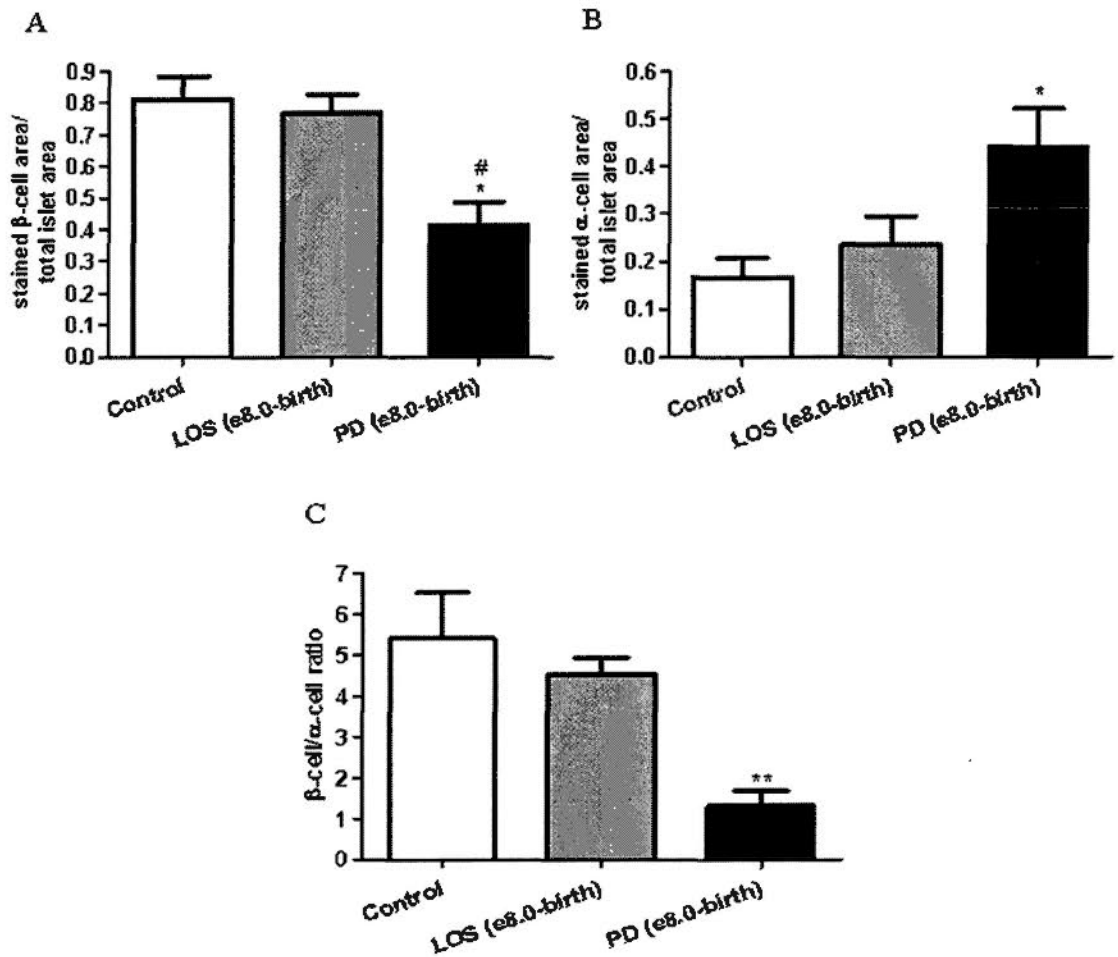 A
stained β-cell area/
total islet area
0.9
0.8
0.7
0.6
0.5
0.4
0.3
0.2
0.1
0.0
#
*
Control
LOS (e8.0-birth)
PD (e8.0-birth)
B
stained α-cell area/
total islet area
0.6
0.5
0.4
0.3
0.2
0.1
0.0
*
Control
LOS (e8.0-birth)
PD (e8.0-birth)
C
β-cell/α-cell ratio
7
6
5
4
3
2
1
0
**
Control
LOS (e8.0-birth)
PD (e8.0-birth)